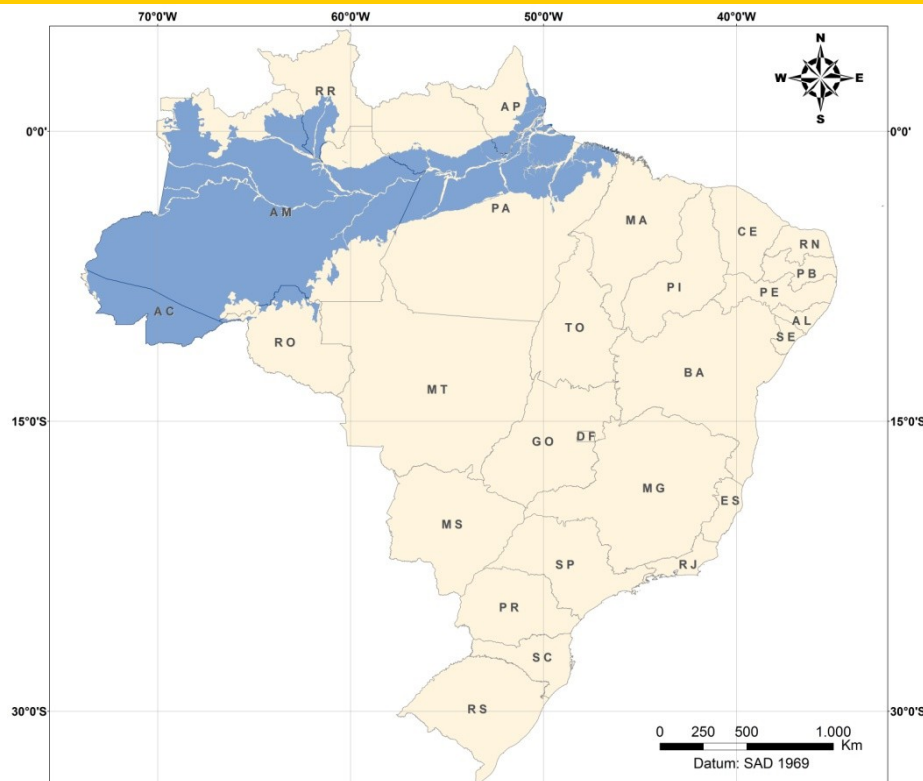 70°0'W 60°0'W 50°0'W 40°0'W
N
W E
S
RR
AP
0°0' 0°0'
AM
PA
MA
CE
RN
PB
PI
PE
AC
AL
TO
SE
RO
BA
MT
15°0'S 15°0'S
GO
DF
MG
ES
MS
SP
RJ
PR
SC
RS
30°0'S 30°0'S
0 250 500 1.000
Km
Datum: SAD 1969